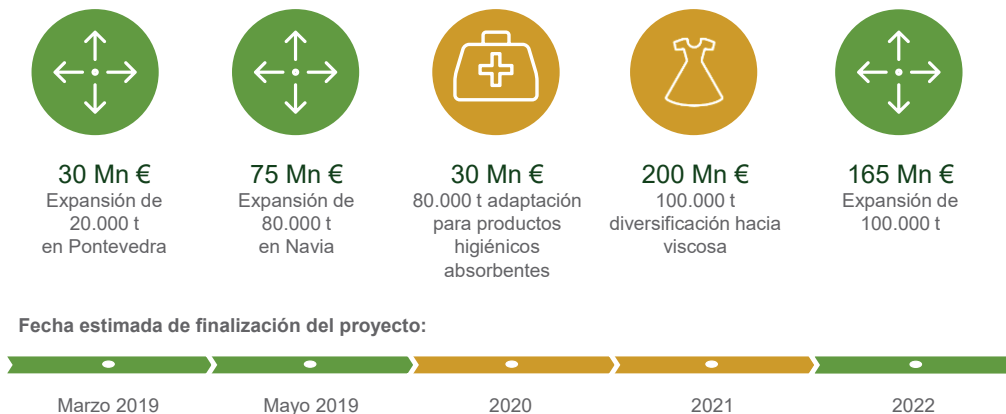 30 Mn €
Expansión de
20.000 t
en Pontevedra
75 Mn €
Expansión de
80.000 t
en Navia
30 Mn €
80.000 t adaptación
para productos
higiénicos
absorbentes
200 Mn €
100.000 t
diversificación hacia
viscosa
165 Mn €
Expansión de
100.000 t
Fecha estimada de finalización del proyecto:
Marzo 2019
Mayo 2019
2020
2021
2022